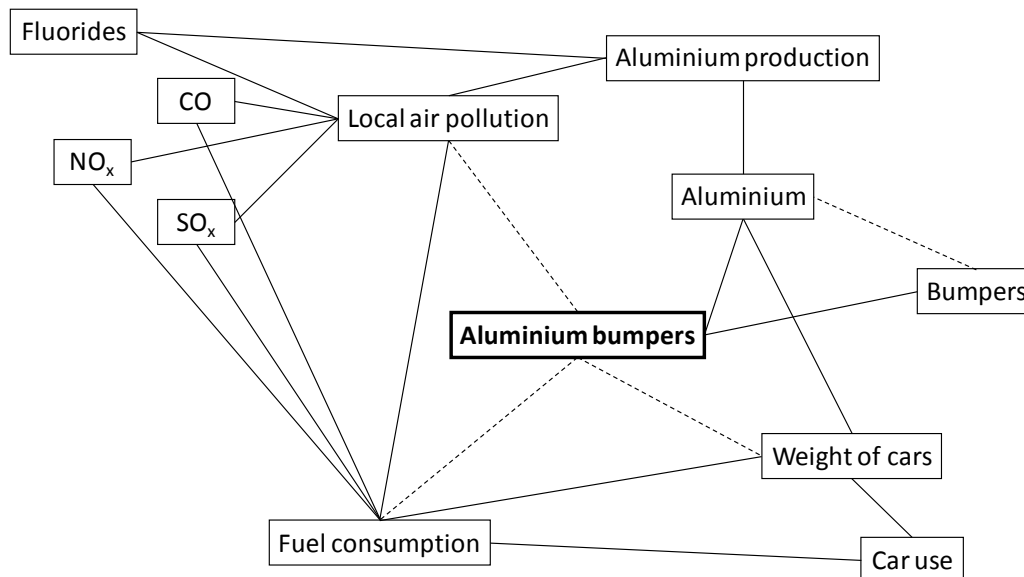 Fluorides
Aluminium production
CO
Local air pollution
NOₓ
Aluminium
SOₓ
Bumpers
Aluminium bumpers
Weight of cars
Fuel consumption
Car use